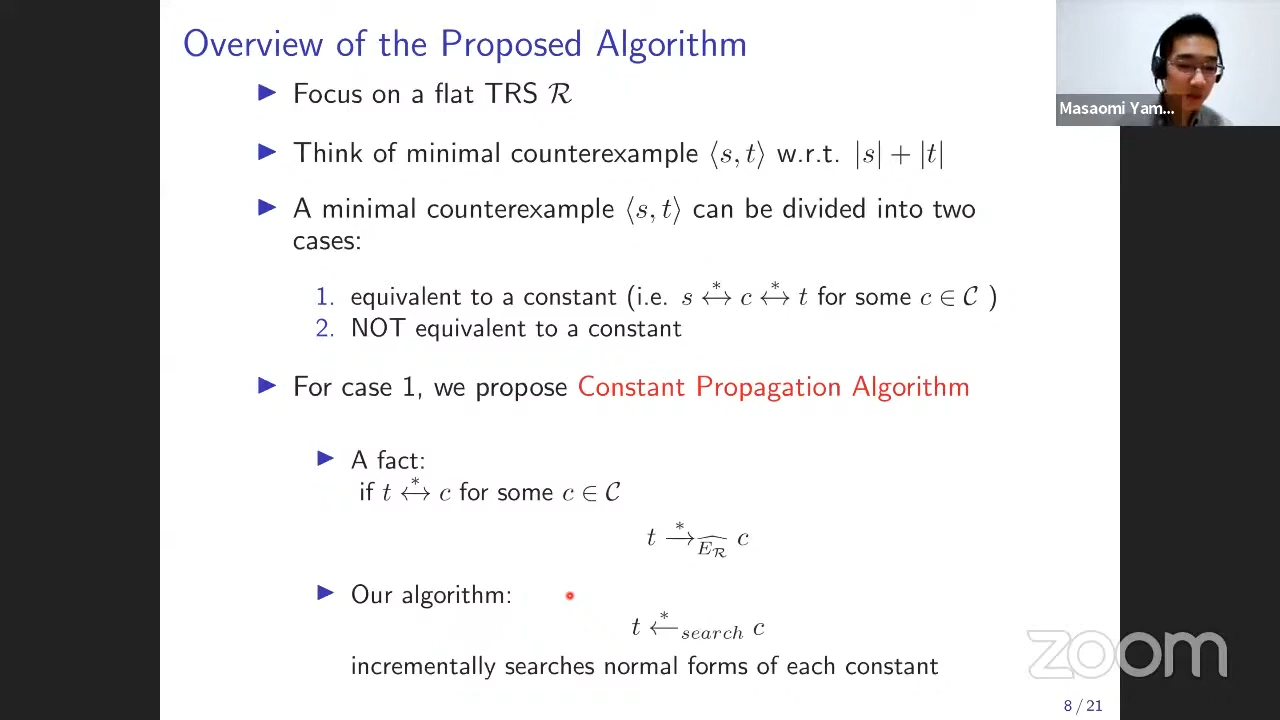 Overview of the Proposed Algorithm
Masaomi Yam...
▶ Focus on a flat TRS ℛ
▶ Think of minimal counterexample ⟨s, t⟩ w.r.t. |s| + |t|
▶ A minimal counterexample ⟨s, t⟩ can be divided into two
cases:
1. equivalent to a constant (i.e. s ↔* c ↔* t for some c ∈ 𝒞 )
2. NOT equivalent to a constant
▶ For case 1, we propose Constant Propagation Algorithm
▶ A fact:
if t ↔* c for some c ∈ 𝒞
t →*_{\widehat{E_ℛ}} c
▶ Our algorithm:
t ←*_{search} c
incrementally searches normal forms of each constant
zoom
8 / 21